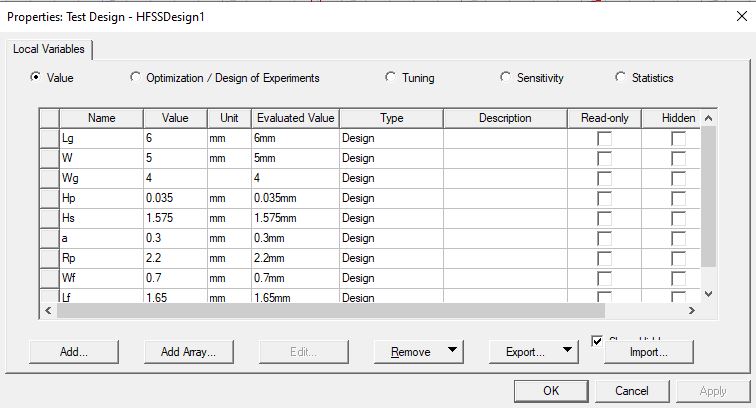 Properties: Test Design - HFSSDesign1
Local Variables
Value Optimization / Design of Experiments Tuning Sensitivity Statistics
Name Value Unit Evaluated Value Type Description Read-only Hidden
Lg 6 mm 6mm Design
W 5 mm 5mm Design
Wg 4 4 Design
Hp 0.035 mm 0.035mm Design
Hs 1.575 mm 1.575mm Design
a 0.3 mm 0.3mm Design
Rp 2.2 mm 2.2mm Design
Wf 0.7 mm 0.7mm Design
Lf 1.65 mm 1.65mm Design
Add... Add Array... Edit... Remove Export... Import...
OK Cancel Apply